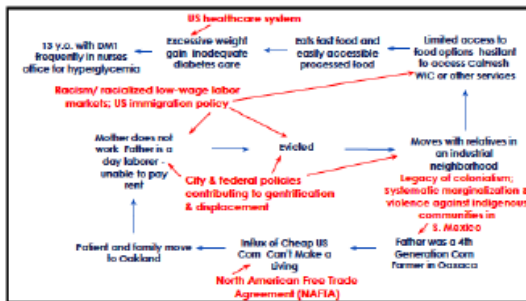 US healthcare system
13 y.o. with DM1
frequently in nurses
office for hyperglycemia
Excessive weight
gain inadequate
diabetes care
Eats fast food and
easily accessible
processed food
Limited access to
food options hesitant
to access Calfresh
WIC or other services
Racism/ racialized low-wage labor
markets; US immigration policy
Mother does not
work Father is a
day laborer -
unable to pay
rent
Evicted
Moves with relatives in
an industrial
neighborhood
City & federal policies
contributing to gentrification
& displacement
Legacy of colonialism;
systematic marginalization &
violence against indigenous
communities in
S. Mexico
Patient and family move
to Oakland
Influx of Cheap US
Corn Can't Make a
Living
Father was a 4th
Generation Corn
Farmer in Oaxaca
North American Free Trade
Agreement (NAFTA)